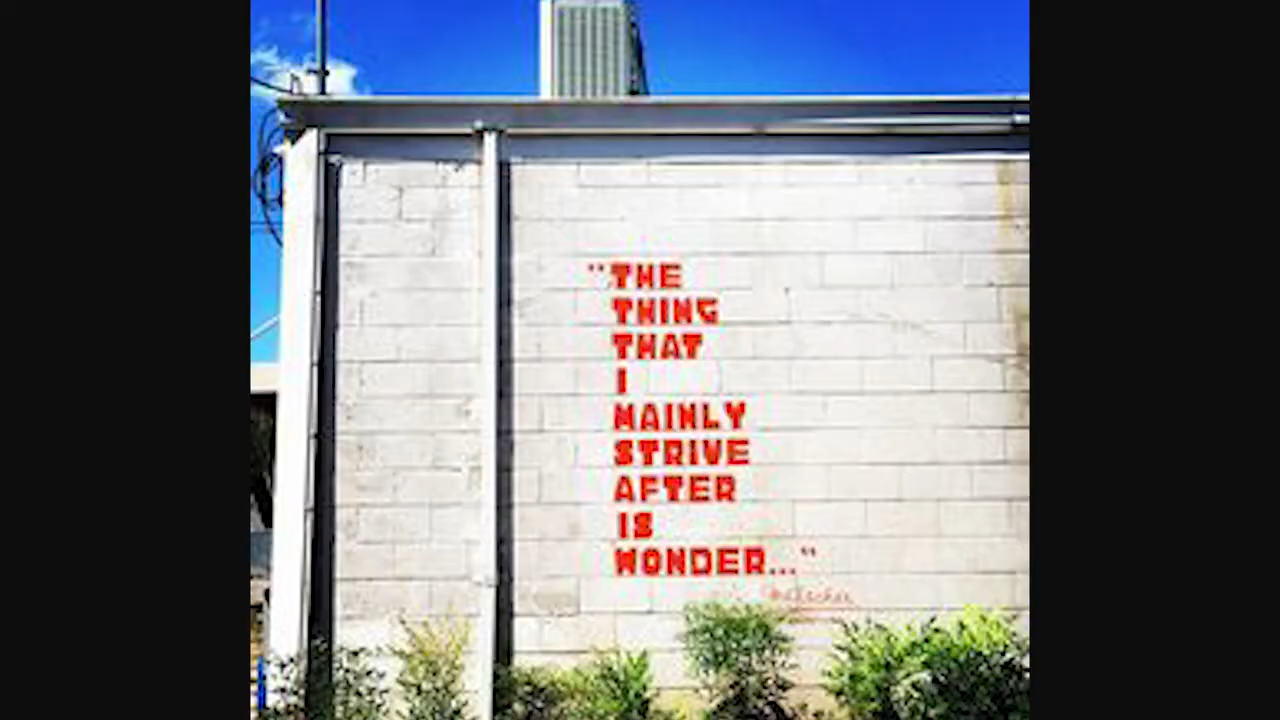 "THE
THING
THAT
I
MAINLY
STRIVE
AFTER
IS
WONDER..."